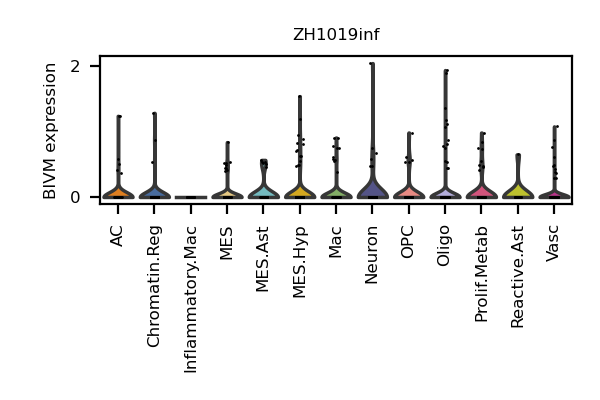 ZH1019inf
BIVM expression
2
0
AC
Chromatin.Reg
Inflammatory.Mac
MES
MES.Ast
MES.Hyp
Mac
Neuron
OPC
Oligo
Prolif.Metab
Reactive.Ast
Vasc